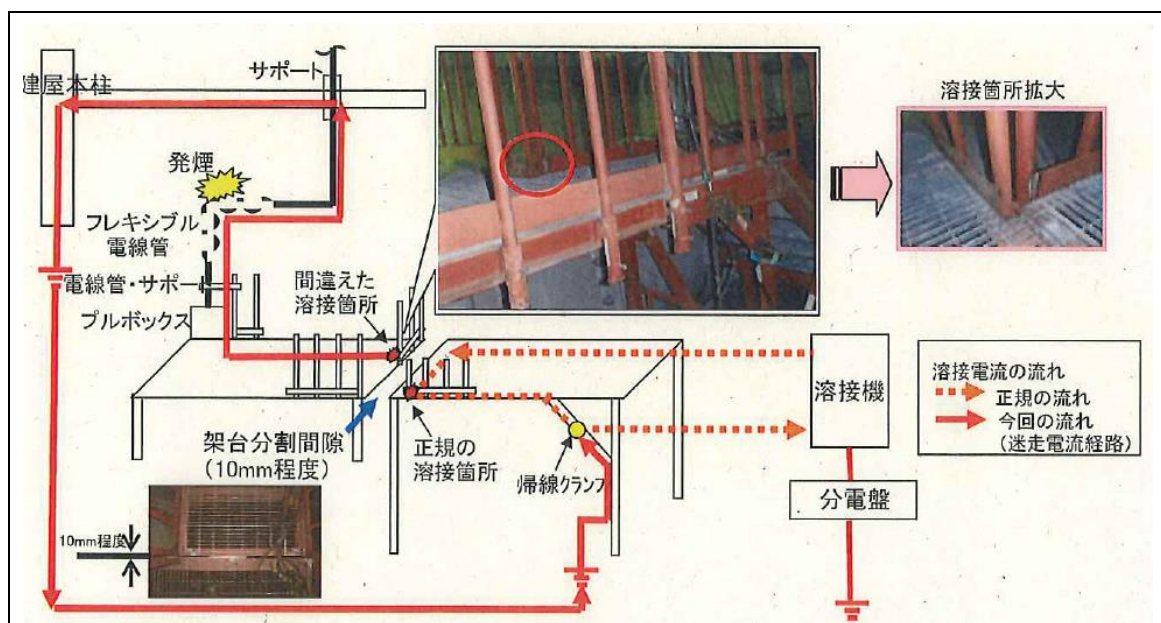 サポート
建屋本柱
発煙
フレキシブル
電線管
電線管・サポー
プルボックス
間違えた
溶接箇所
溶接箇所拡大
架台分割間隙
(10mm程度)
正規の
溶接箇所
帰線クランプ
溶接機
分電盤
溶接電流の流れ
正規の流れ
今回の流れ
(迷走電流経路)
10mm程度